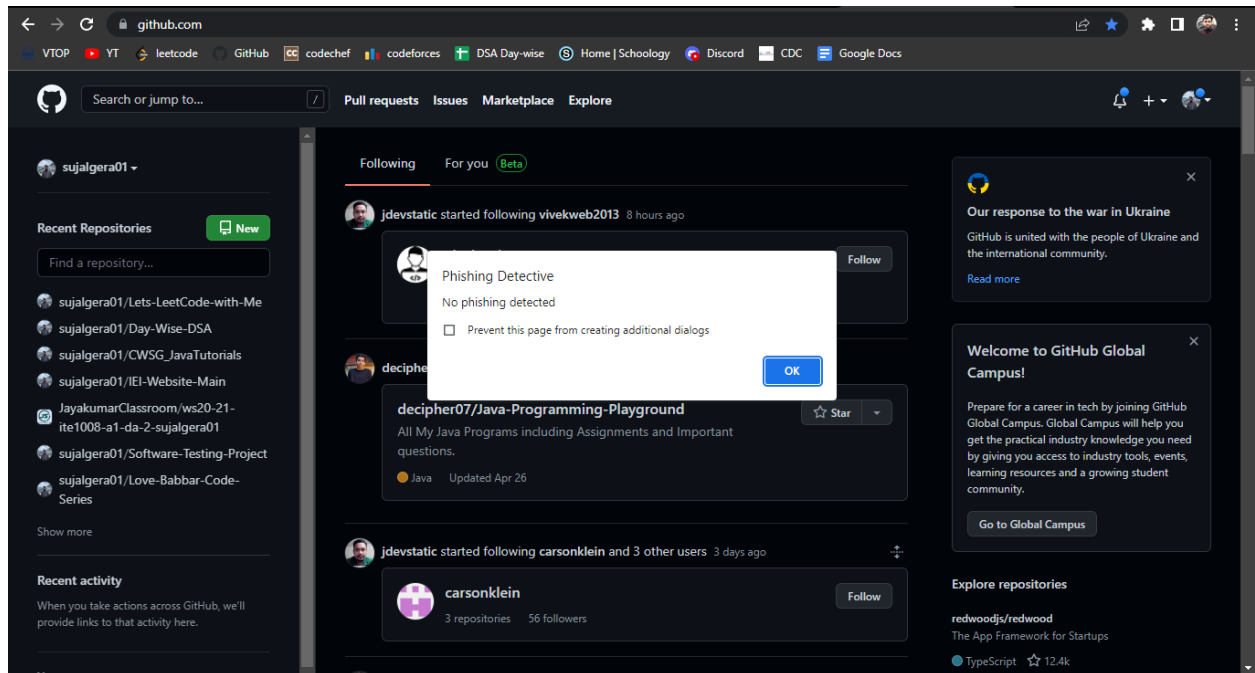 github.com
VTOP YT leetcode GitHub CC codechef codeforces DSA Day-wise S Home | Schoology Discord CDC Google Docs
Search or jump to... /
Pull requests Issues Marketplace Explore
sujalgera01
Recent Repositories New
Find a repository...
sujalgera01/Lets-LeetCode-with-Me
sujalgera01/Day-Wise-DSA
sujalgera01/CWSG_JavaTutorials
sujalgera01/IEI-Website-Main
JayakumarClassroom/ws20-21-
ite1008-a1-da-2-sujalgera01
sujalgera01/Software-Testing-Project
sujalgera01/Love-Babbar-Code-
Series
Show more
Recent activity
When you take actions across GitHub, we'll
provide links to that activity here.
Following For you Beta
jdevstatic started following vivekweb2013 8 hours ago
Follow
Phishing Detective
No phishing detected
Prevent this page from creating additional dialogs
OK
deciphe
decipher07/Java-Programming-Playground
Star
All My Java Programs including Assignments and Important
questions.
Java Updated Apr 26
jdevstatic started following carsonklein and 3 other users 3 days ago
carsonklein
Follow
3 repositories 56 followers
Our response to the war in Ukraine
GitHub is united with the people of Ukraine and
the international community.
Read more
Welcome to GitHub Global
Campus!
Prepare for a career in tech by joining GitHub
Global Campus. Global Campus will help you
get the practical industry knowledge you need
by giving you access to industry tools, events,
learning resources and a growing student
community.
Go to Global Campus
Explore repositories
redwoodjs/redwood
The App Framework for Startups
TypeScript 12.4k